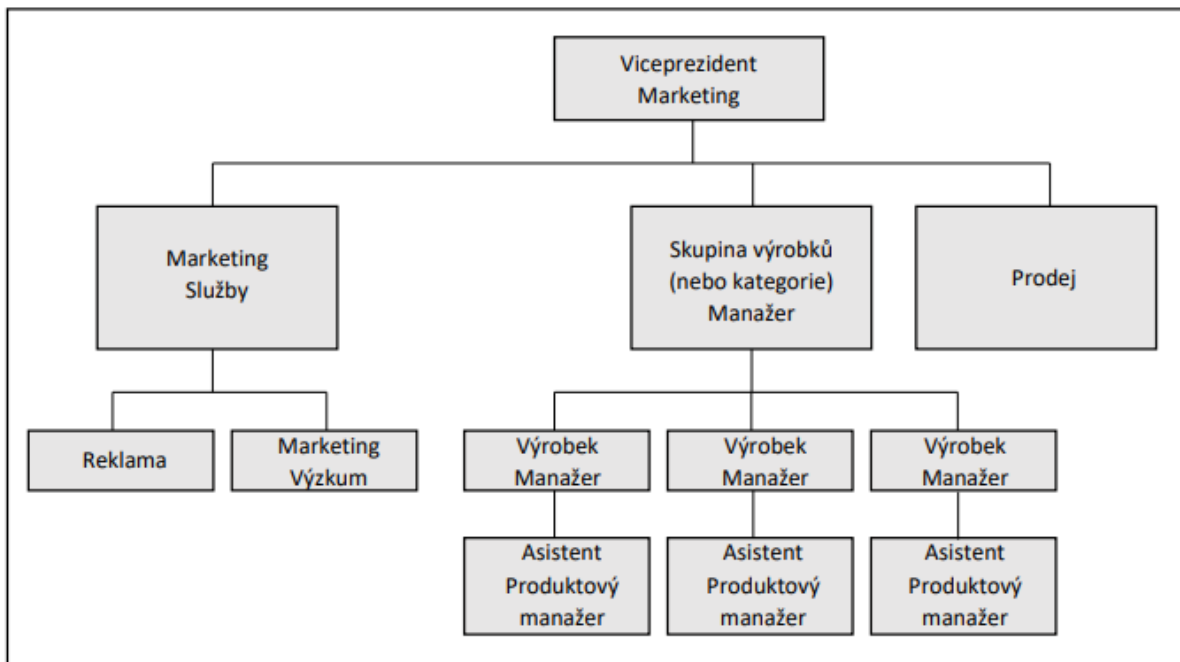 Viceprezident
Marketing
Marketing
Služby
Skupina výrobků
(nebo kategorie)
Manažer
Prodej
Reklama
Marketing
Výzkum
Výrobek
Manažer
Výrobek
Manažer
Výrobek
Manažer
Asistent
Produktový
manažer
Asistent
Produktový
manažer
Asistent
Produktový
manažer